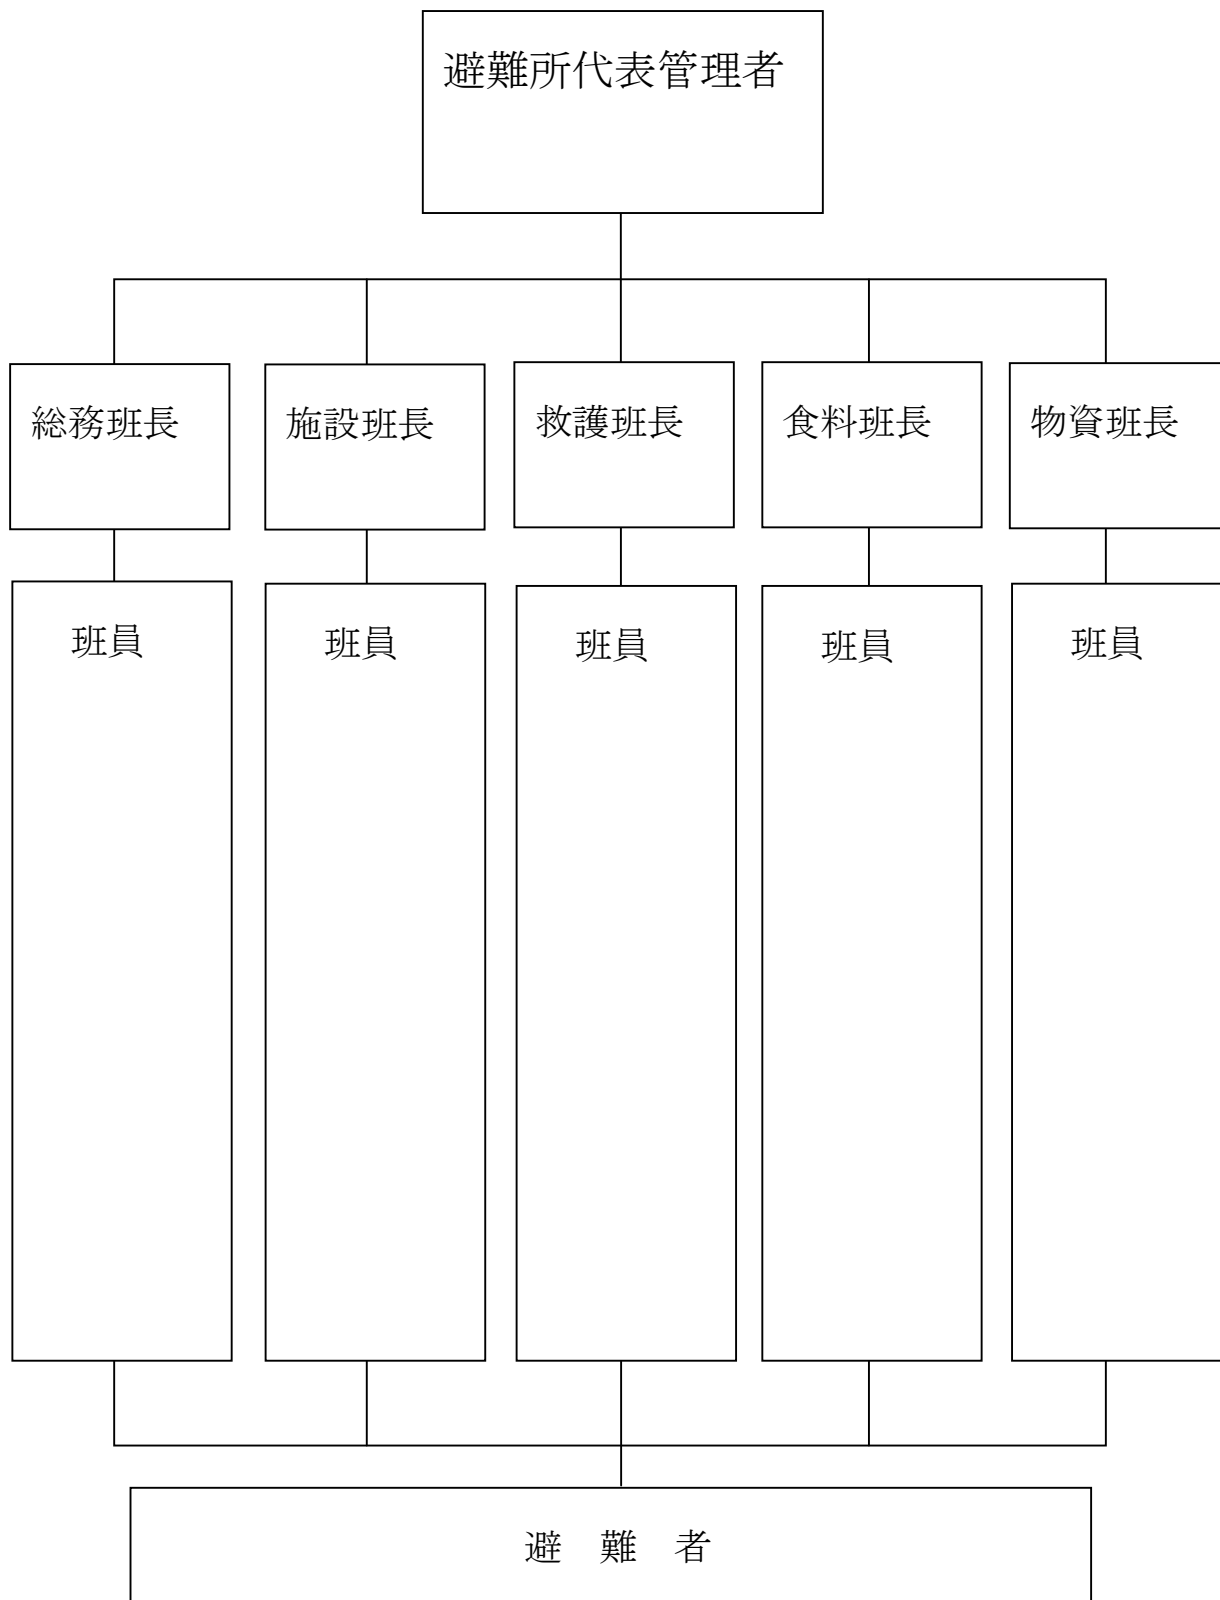 避難所代表管理者
総務班長
施設班長
救護班長
食料班長
物資班長
班員
班員
班員
班員
班員
避　難　者